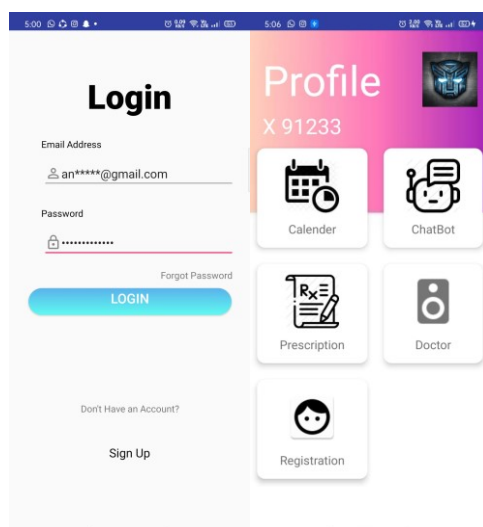 5:00
Login
Email Address
an*****@gmail.com
Password
•••••••••••••
Forgot Password
LOGIN
Don't Have an Account?
Sign Up
5:06
Profile
X 91233
Calender
ChatBot
Rx
Prescription
Doctor
Registration